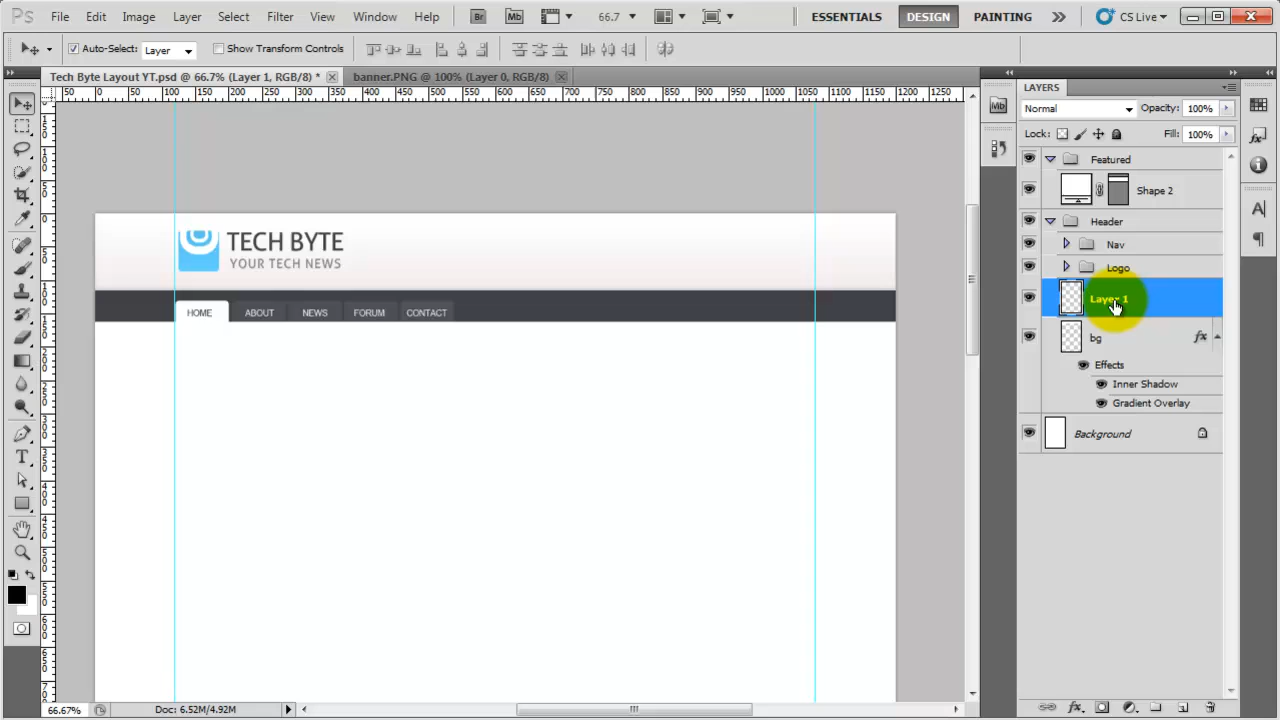 Ps File Edit Image Layer Select Filter View Window Help Br Mb 66.7 ESSENTIALS DESIGN PAINTING CS Live
Auto-Select: Layer Show Transform Controls
Tech Byte Layout YT.psd @ 66.7% (Layer 1, RGB/8) * banner.PNG @ 100% (Layer 0, RGB/8)
50 0 50 100 150 200 250 300 350 400 450 500 550 600 650 700 750 800 850 900 950 1000 1050 1100 1150 1200 1250
TECH BYTE
YOUR TECH NEWS
HOME ABOUT NEWS FORUM CONTACT
LAYERS
Normal Opacity: 100%
Lock: Fill: 100%
Featured
Shape 2
Header
Nav
Logo
Layer 1
bg fx
Effects
Inner Shadow
Gradient Overlay
Background
66.67% Doc: 6.52M/4.92M